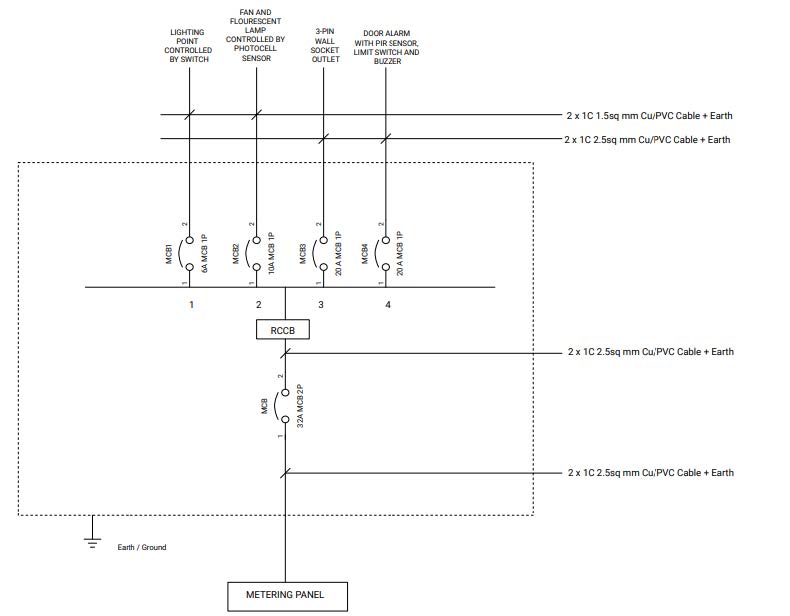 LIGHTING
POINT
CONTROLLED
BY SWITCH
FAN AND
FLOURESCENT
LAMP
CONTROLLED BY
PHOTOCELL
SENSOR
3-PIN
WALL
SOCKET
OUTLET
DOOR ALARM
WITH PIR SENSOR,
LIMIT SWITCH AND
BUZZER
2 x 1C 1.5sq mm Cu/PVC Cable + Earth
2 x 1C 2.5sq mm Cu/PVC Cable + Earth
2
MCB1
6A MCB 1P
1
2
MCB2
10A MCB 1P
1
2
MCB3
20 A MCB 1P
1
2
MCB4
20 A MCB 1P
1
1
2
3
4
RCCB
2 x 1C 2.5sq mm Cu/PVC Cable + Earth
2
MCB
32A MCB 2P
1
2 x 1C 2.5sq mm Cu/PVC Cable + Earth
Earth / Ground
METERING PANEL